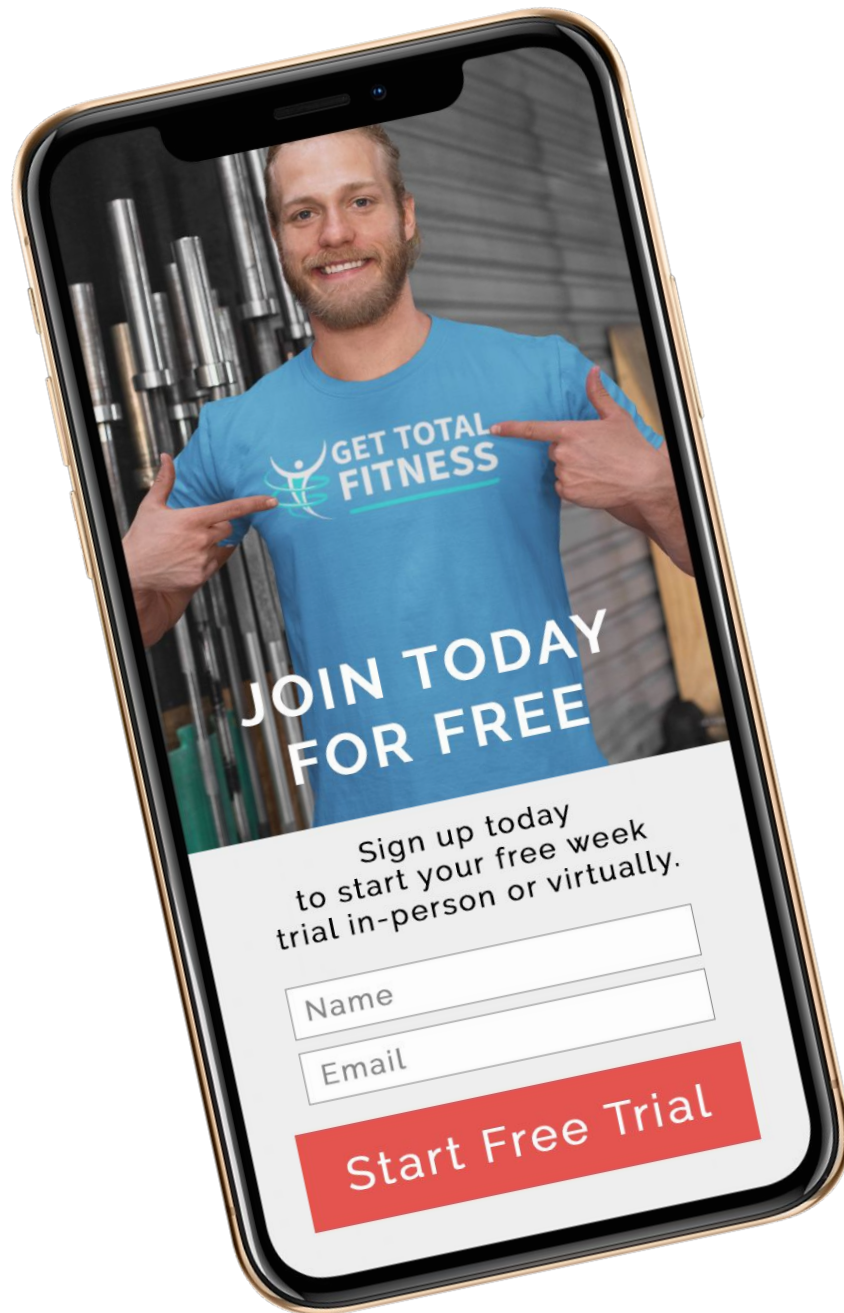 GET TOTAL
FITNESS
JOIN TODAY
FOR FREE
Sign up today
to start your free week
trial in-person or virtually.
Name
Email
Start Free Trial